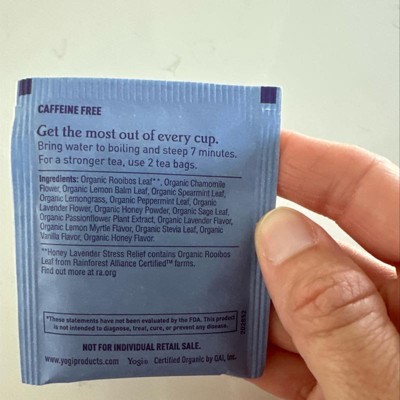 CAFFEINE FREE
Get the most out of every cup.
Bring water to boiling and steep 7 minutes.
For a stronger tea, use 2 tea bags.
Ingredients: Organic Rooibos Leaf**, Organic Chamomile
Flower, Organic Lemon Balm Leaf, Organic Spearmint Leaf,
Organic Lemongrass, Organic Peppermint Leaf, Organic
Lavender Flower, Organic Honey Powder, Organic Sage Leaf,
Organic Passionflower Plant Extract, Organic Lavender Flavor,
Organic Lemon Myrtle Flavor, Organic Stevia Leaf, Organic
Vanilla Flavor, Organic Honey Flavor.
**Honey Lavender Stress Relief contains Organic Rooibos
Leaf from Rainforest Alliance Certified™ farms.
Find out more at ra.org
*These statements have not been evaluated by the FDA. This product
is not intended to diagnose, treat, cure, or prevent any disease.
NOT FOR INDIVIDUAL RETAIL SALE.
www.yogiproducts.com Yogi® Certified Organic by QAI, Inc.